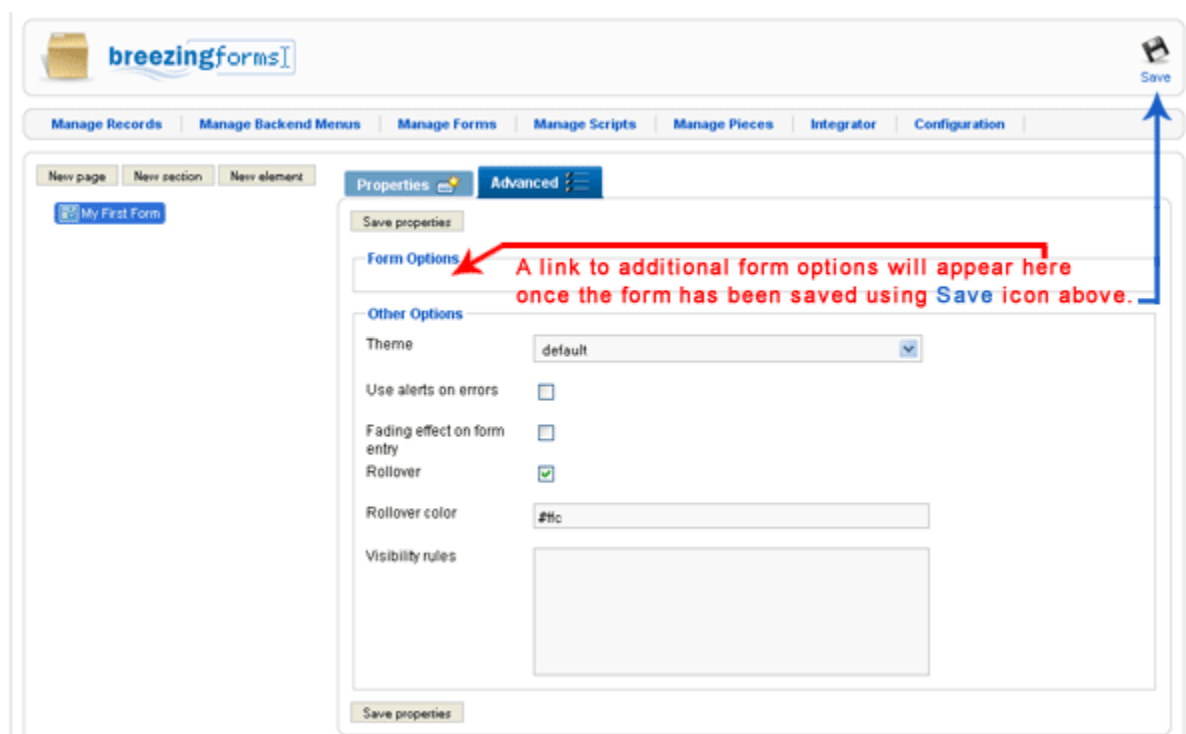 breezingforms
Save
Manage Records Manage Backend Menus Manage Forms Manage Scripts Manage Pieces Integrator Configuration
New page New section New element
My First Form
Properties Advanced
Save properties
Form Options
A link to additional form options will appear here
once the form has been saved using Save icon above.
Other Options
Theme default
Use alerts on errors
Fading effect on form
entry
Rollover
Rollover color #ffc
Visibility rules
Save properties